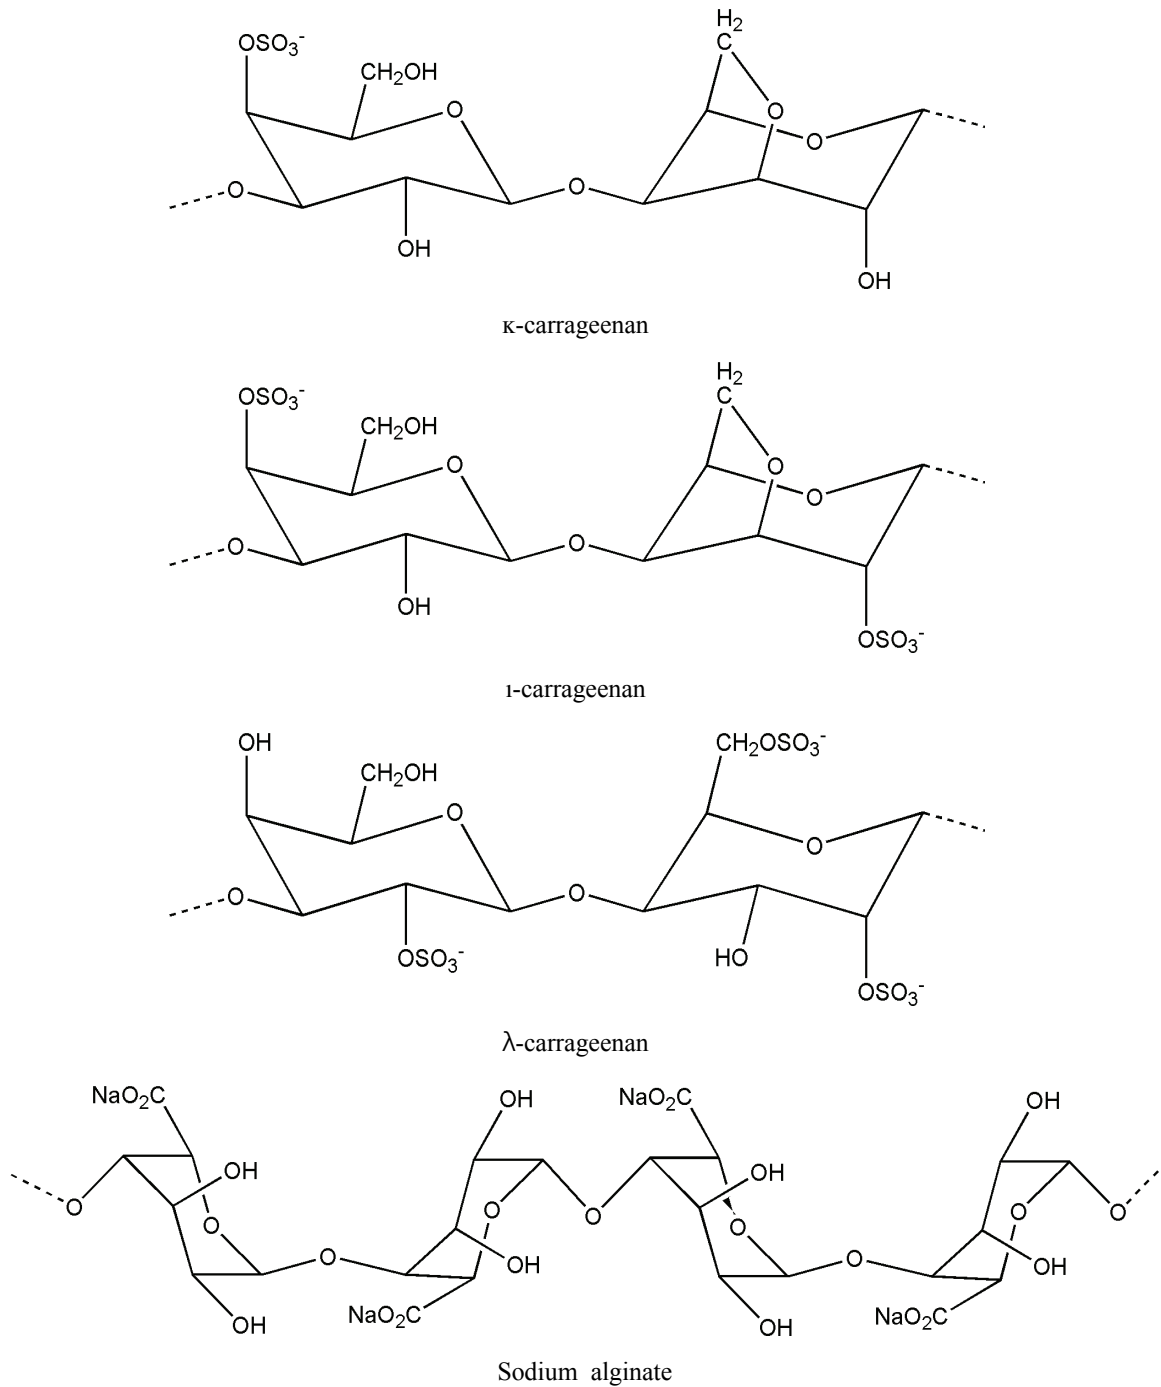 H2
C
OSO3-
CH2OH
O
O
O
O
O
OH
OH
κ-carrageenan
H2
C
OSO3-
CH2OH
O
O
O
O
O
OH
OSO3-
ι-carrageenan
OH
CH2OH
CH2OSO3-
O
O
O
O
OSO3-
HO
OSO3-
λ-carrageenan
NaO2C
OH
NaO2C
OH
OH
OH
O
O
O
O
O
O
O
O
O
OH
OH
NaO2C
OH
NaO2C
OH
Sodium alginate